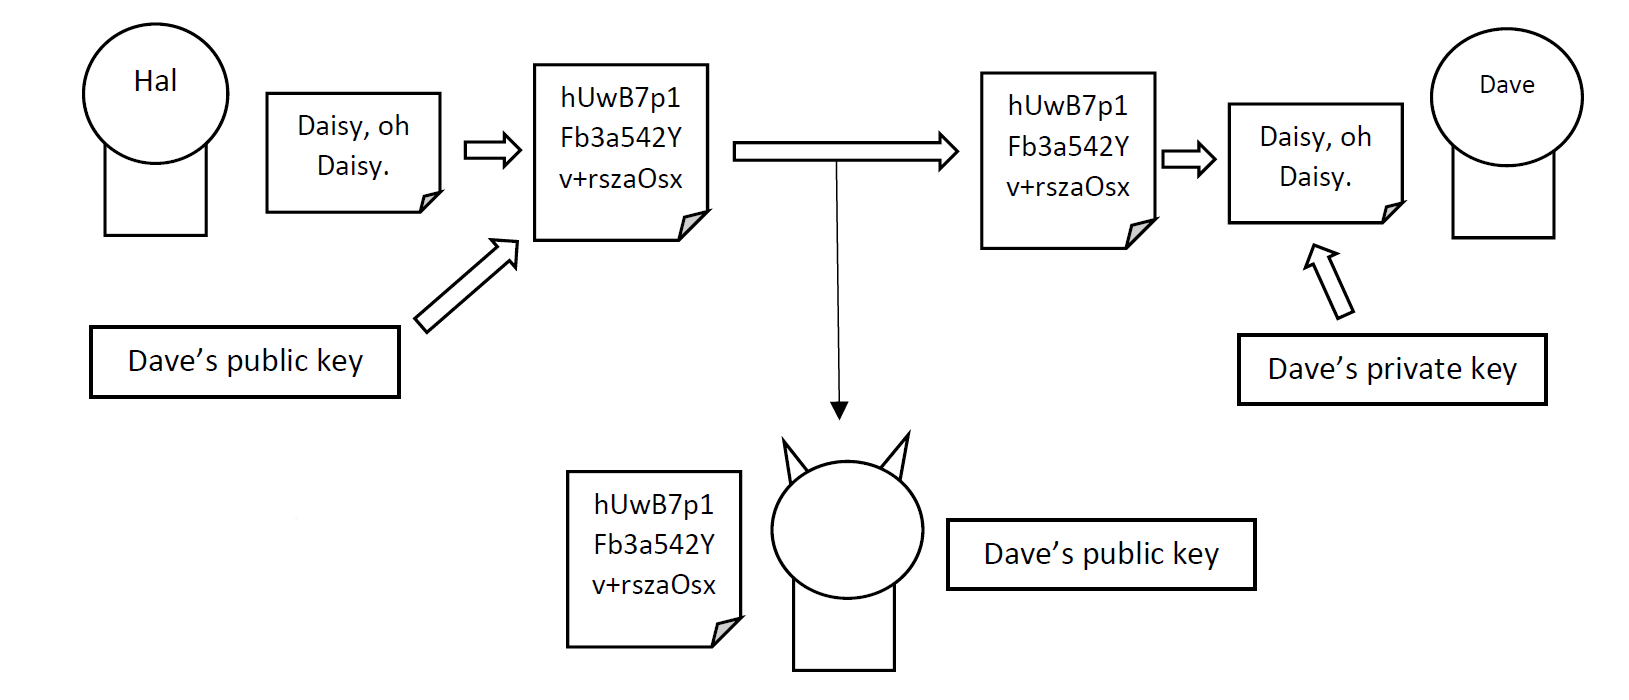 Hal
Daisy, oh
Daisy.
hUwB7p1
Fb3a542Y
v+rszaOsx
hUwB7p1
Fb3a542Y
v+rszaOsx
Daisy, oh
Daisy.
Dave
Dave’s public key
Dave’s private key
hUwB7p1
Fb3a542Y
v+rszaOsx
Dave’s public key